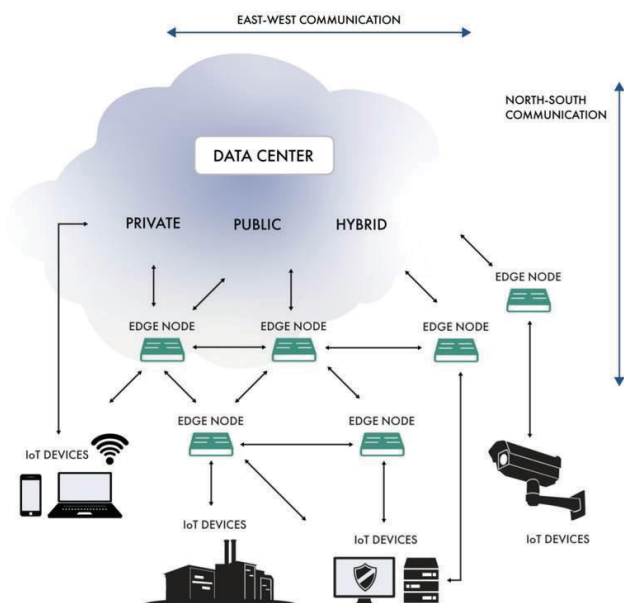 EAST-WEST COMMUNICATION
NORTH-SOUTH
COMMUNICATION
DATA CENTER
PRIVATE
PUBLIC
HYBRID
EDGE NODE
EDGE NODE
EDGE NODE
EDGE NODE
EDGE NODE
EDGE NODE
IoT DEVICES
IoT DEVICES
IoT DEVICES
IoT DEVICES